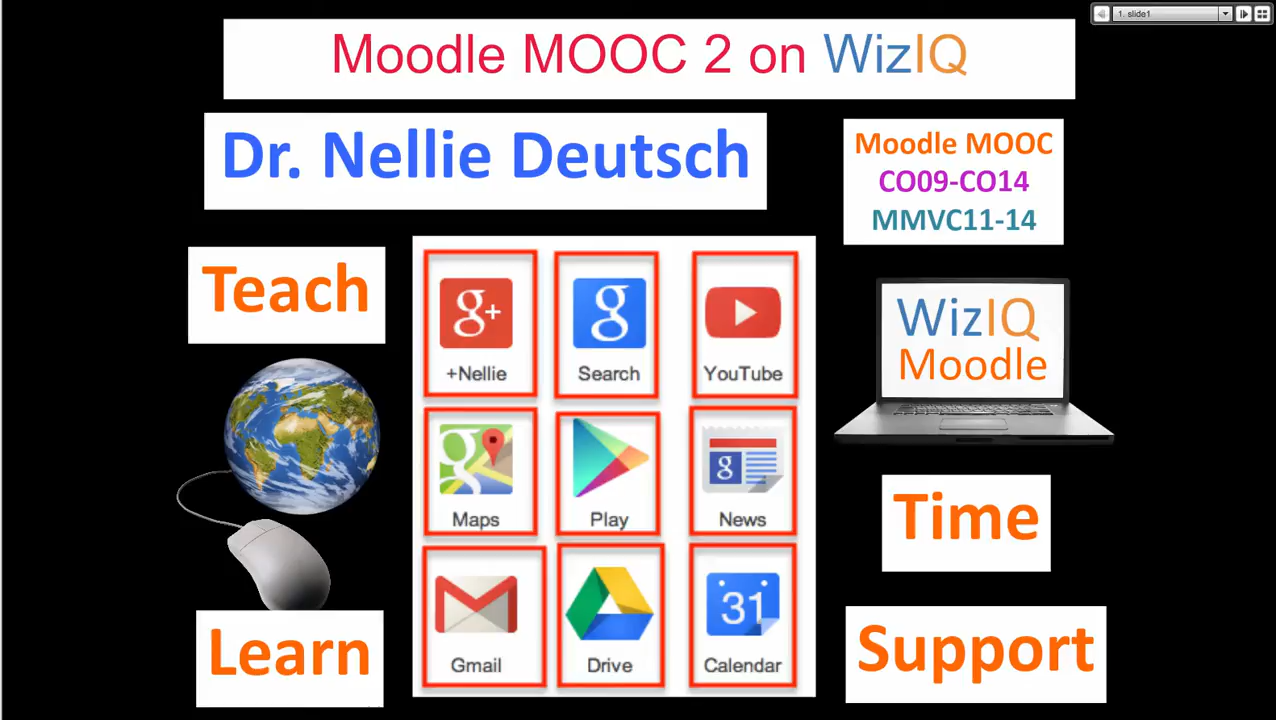 1. slide1
Moodle MOOC 2 on WizIQ
Dr. Nellie Deutsch
Moodle MOOC
CO09-CO14
MMVC11-14
Teach
g+
g
+Nellie
Search
YouTube
WizIQ
Moodle
g
g
Maps
Play
News
Time
31
Gmail
Drive
Calendar
Learn
Support